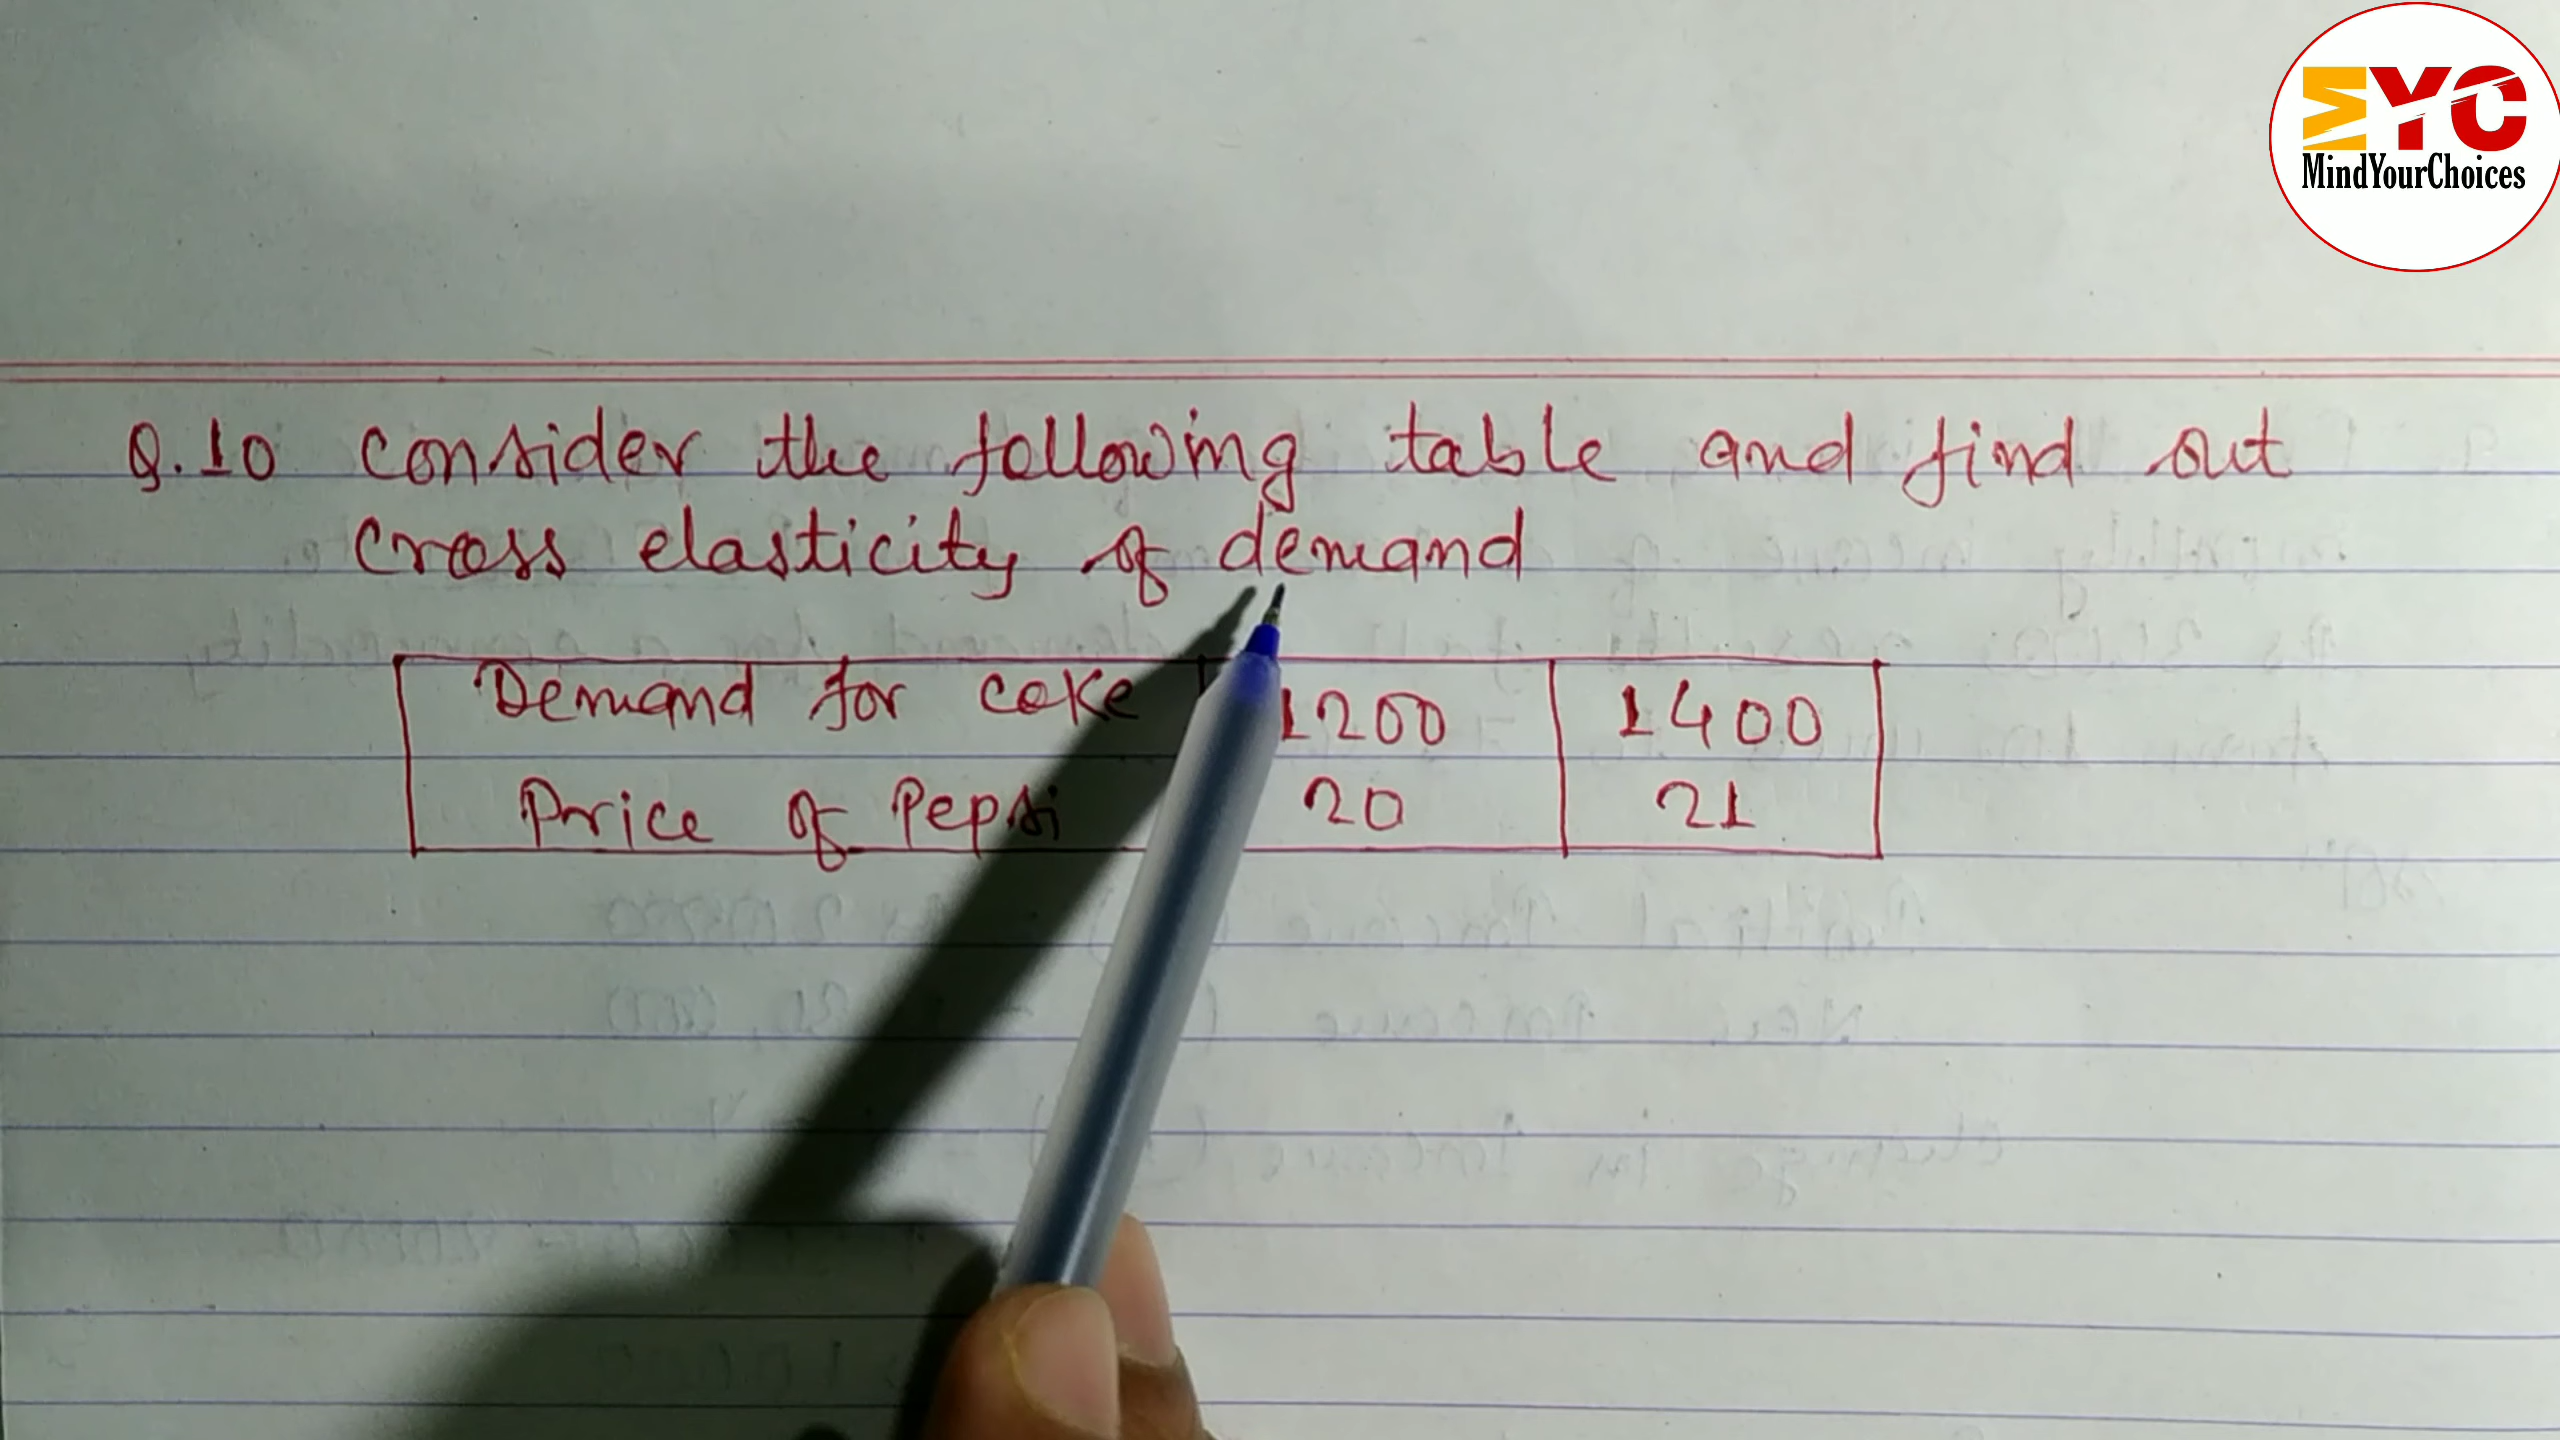 MYC
MindYourChoices
Q.10 Consider the following table and find out
cross elasticity of demand
Demand for coke 1200 1400
Price of Pepsi 20 21